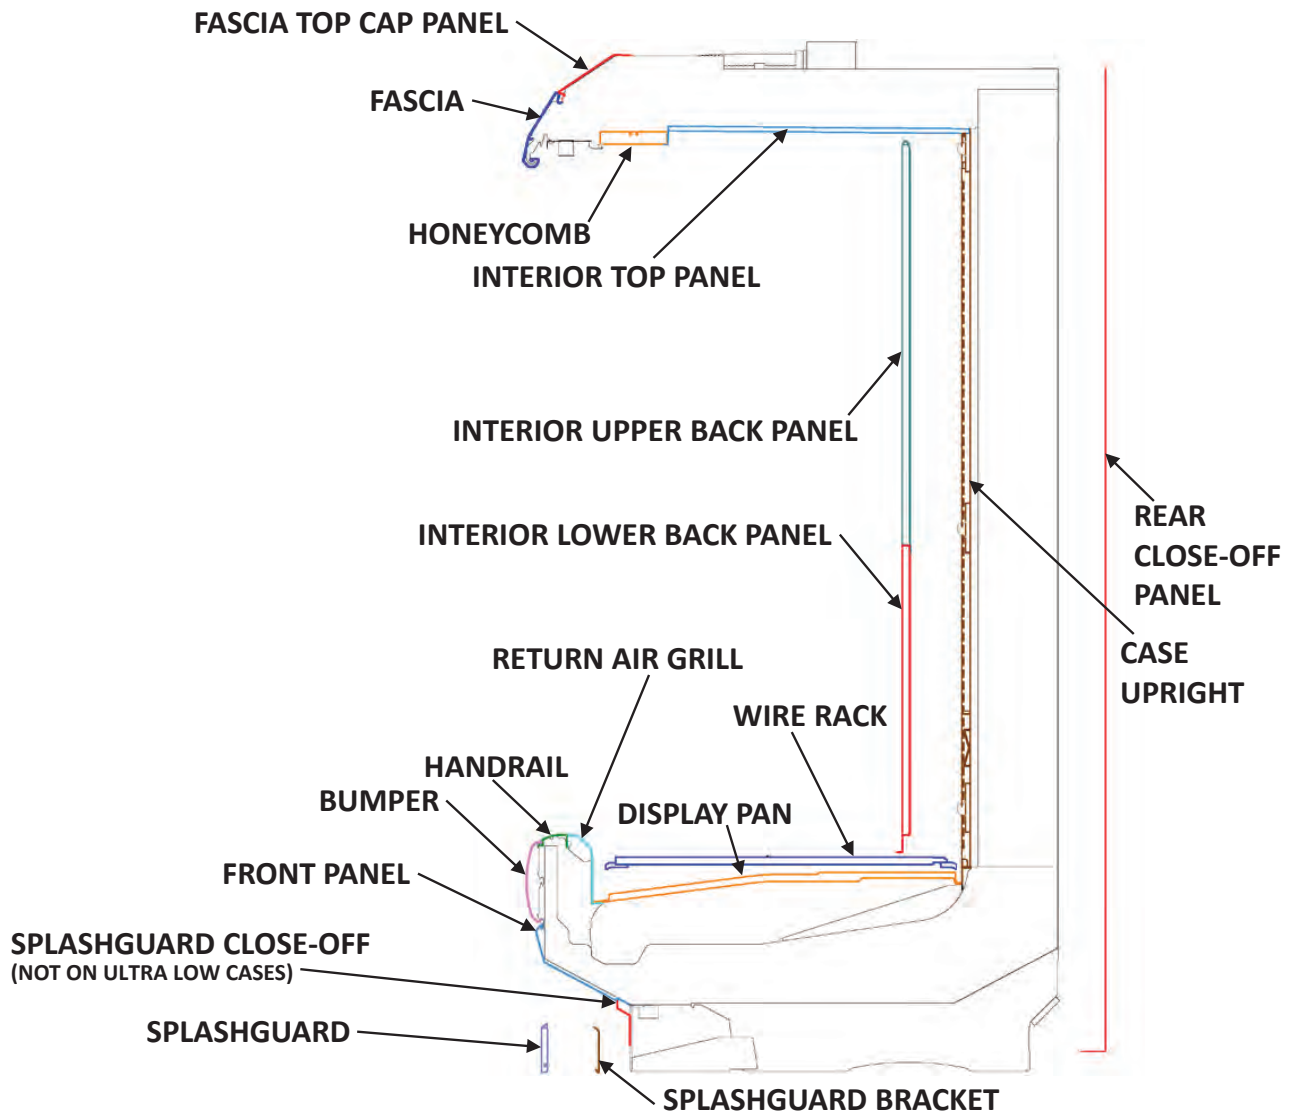 FASCIA TOP CAP PANEL
FASCIA
HONEYCOMB
INTERIOR TOP PANEL
INTERIOR UPPER BACK PANEL
INTERIOR LOWER BACK PANEL
REAR
CLOSE-OFF
PANEL
CASE
UPRIGHT
RETURN AIR GRILL
WIRE RACK
HANDRAIL
BUMPER
DISPLAY PAN
FRONT PANEL
SPLASHGUARD CLOSE-OFF
(NOT ON ULTRA LOW CASES)
SPLASHGUARD
SPLASHGUARD BRACKET